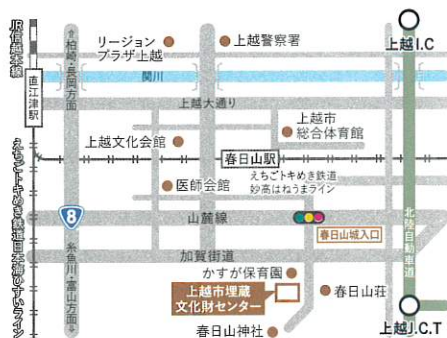 JR信越本線
直江津駅
えちごトキめき鉄道日本海ひすいライン
⇧柏崎・長岡方面
8
糸魚川・富山方面⇩
リージョン
プラザ上越
上越警察署
上越I.C
関川
上越大通り
上越文化会館
上越市
総合体育館
春日山駅
えちごトキめき鉄道
妙高はねうまライン
医師会館
山麓線
春日山城入口
北陸自動車道
加賀街道
かすが保育園
上越市埋蔵
文化財センター
春日山荘
春日山神社
上越J.C.T